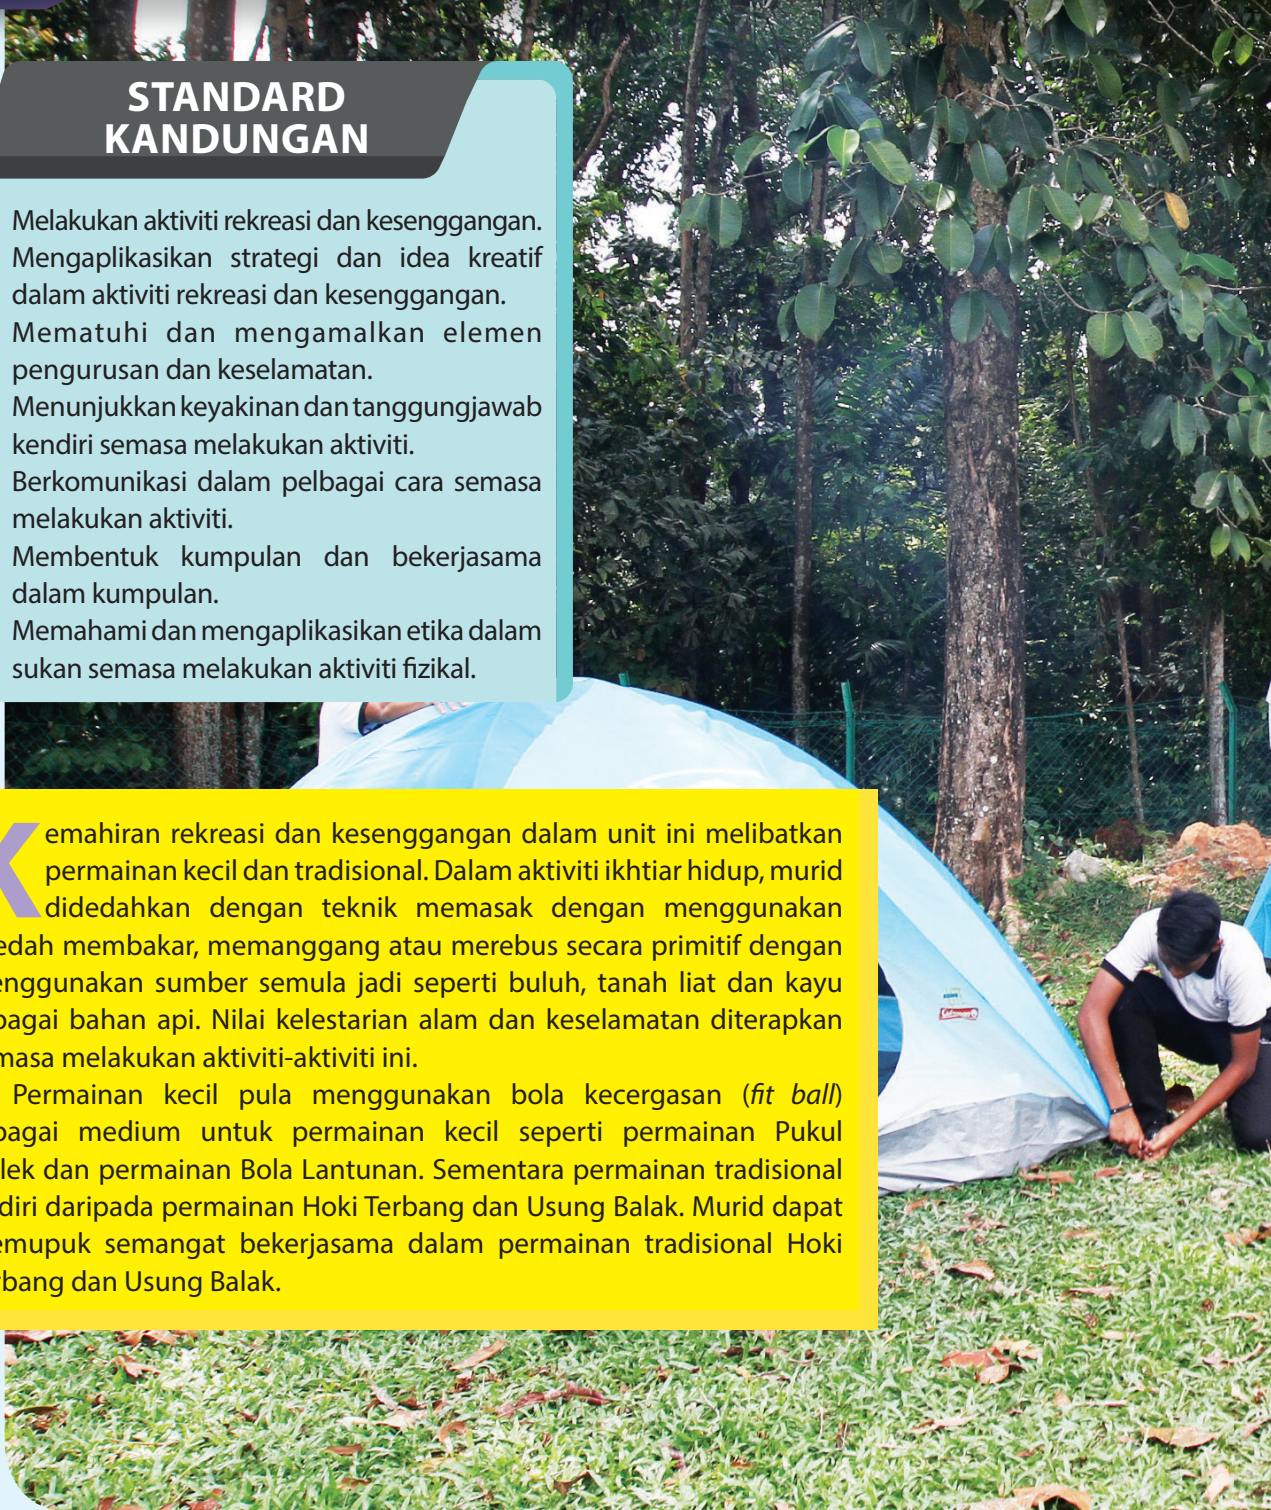 STANDARD
KANDUNGAN
Melakukan aktiviti rekreasi dan kesenggangan.
Mengaplikasikan strategi dan idea kreatif
dalam aktiviti rekreasi dan kesenggangan.
Mematuhi dan mengamalkan elemen
pengurusan dan keselamatan.
Menunjukkan keyakinan dan tanggungjawab
kendiri semasa melakukan aktiviti.
Berkomunikasi dalam pelbagai cara semasa
melakukan aktiviti.
Membentuk kumpulan dan bekerjasama
dalam kumpulan.
Memahami dan mengaplikasikan etika dalam
sukan semasa melakukan aktiviti fizikal.
Kemahiran rekreasi dan kesenggangan dalam unit ini melibatkan
permainan kecil dan tradisional. Dalam aktiviti ikhtiar hidup, murid
didedahkan dengan teknik memasak dengan menggunakan
edah membakar, memanggang atau merebus secara primitif dengan
enggunakan sumber semula jadi seperti buluh, tanah liat dan kayu
bagai bahan api. Nilai kelestarian alam dan keselamatan diterapkan
masa melakukan aktiviti-aktiviti ini.
Permainan kecil pula menggunakan bola kecergasan (fit ball)
bagai medium untuk permainan kecil seperti permainan Pukul
lek dan permainan Bola Lantunan. Sementara permainan tradisional
diri daripada permainan Hoki Terbang dan Usung Balak. Murid dapat
emupuk semangat bekerjasama dalam permainan tradisional Hoki
rbang dan Usung Balak.
Coleman